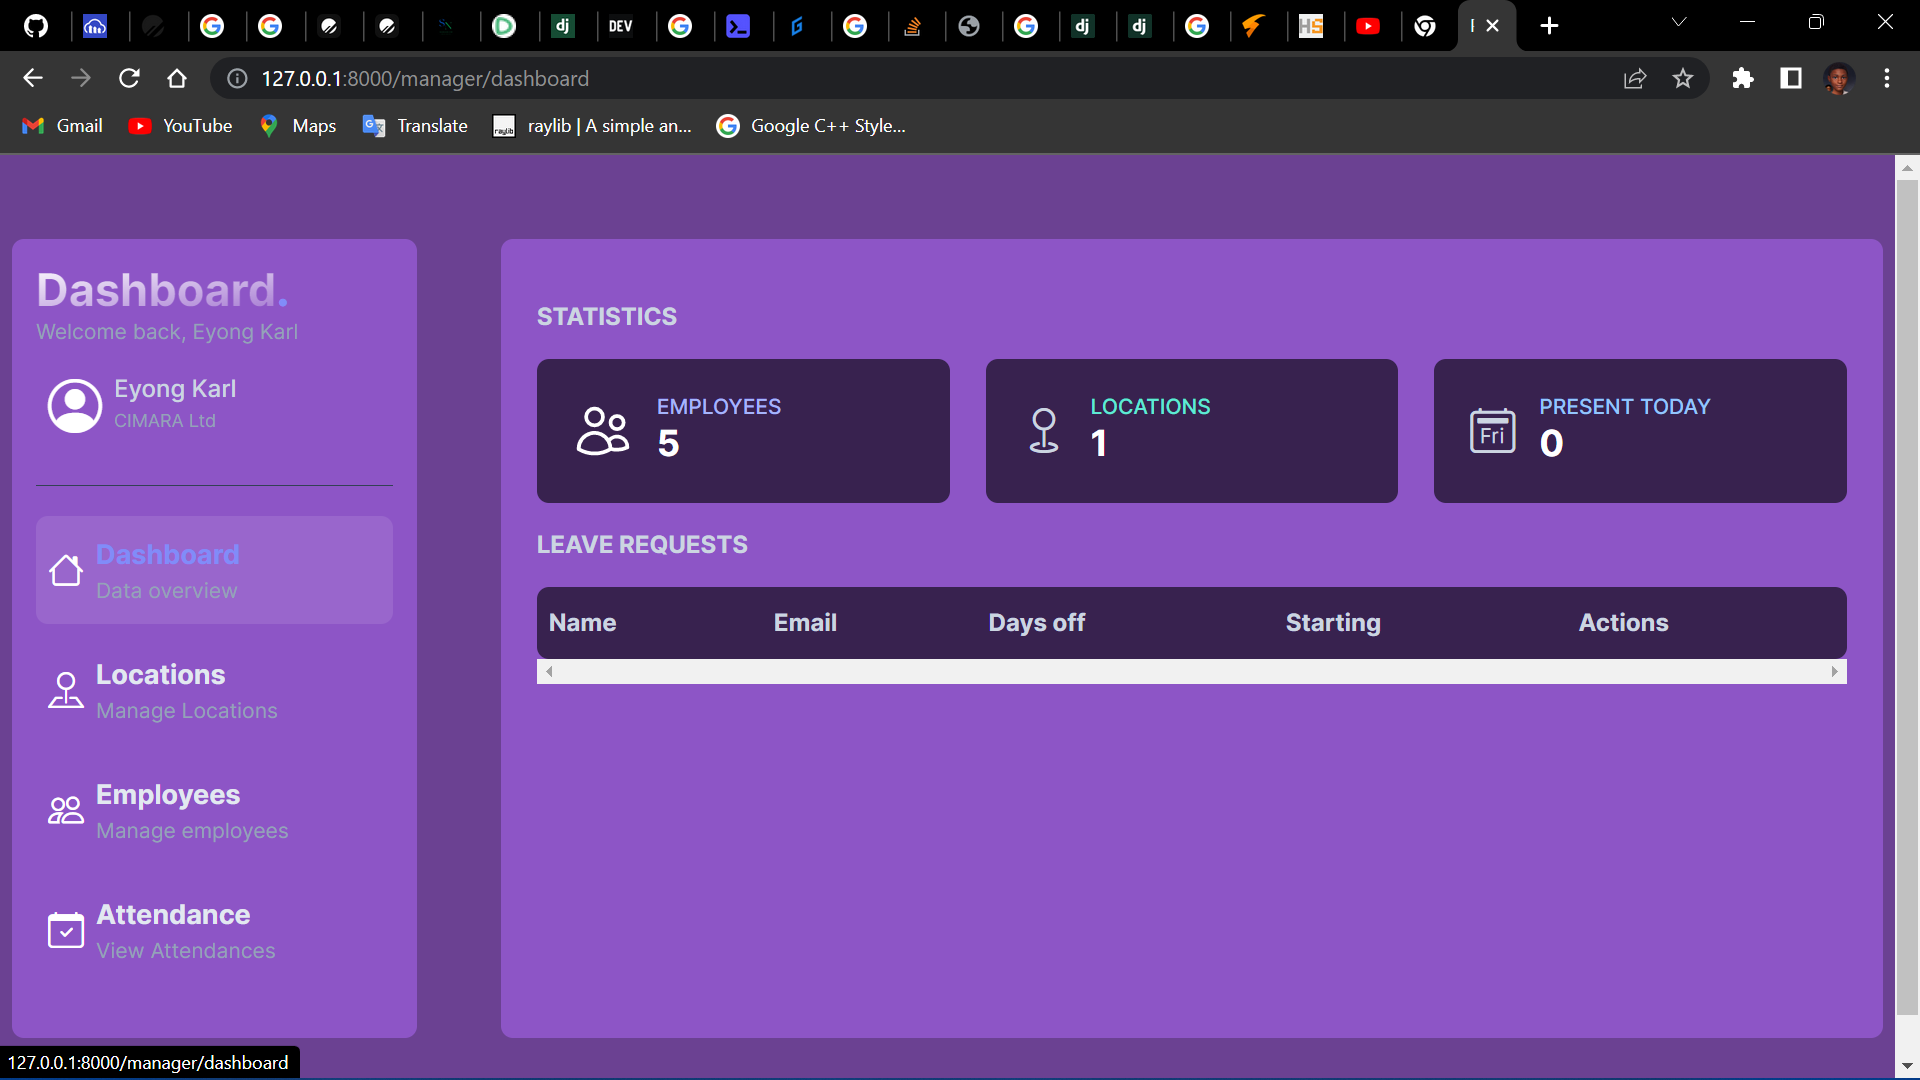 DEV
127.0.0.1:8000/manager/dashboard
Gmail
YouTube
Maps
Translate
raylib | A simple an...
Google C++ Style...
Dashboard.
Welcome back, Eyong Karl
Eyong Karl
CIMARA Ltd
Dashboard
Data overview
Locations
Manage Locations
Employees
Manage employees
Attendance
View Attendances
STATISTICS
EMPLOYEES
5
LOCATIONS
1
Fri
PRESENT TODAY
0
LEAVE REQUESTS
Name Email Days off Starting Actions
127.0.0.1:8000/manager/dashboard